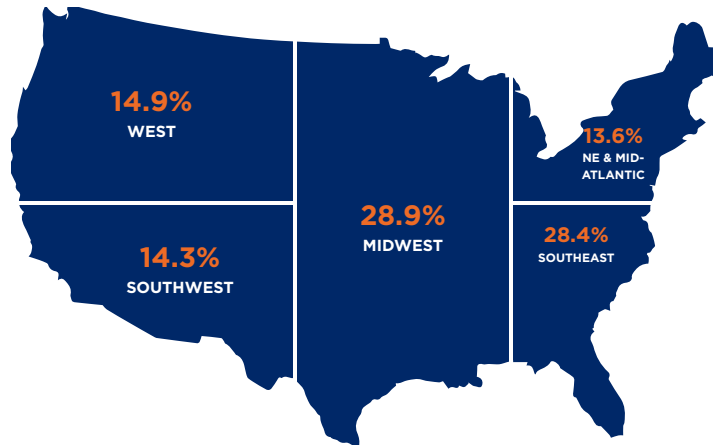 14.9%
WEST
13.6%
NE & MID-
ATLANTIC
28.9%
MIDWEST
14.3%
SOUTHWEST
28.4%
SOUTHEAST